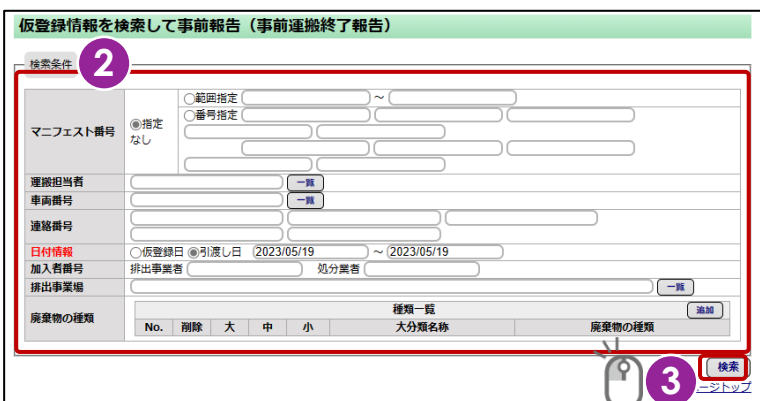 仮登録情報を検索して事前報告（事前運搬終了報告）
検索条件
2
マニフェスト番号 ◉指定なし ○範囲指定 ～
○番号指定
運搬担当者 一覧
車両番号 一覧
連絡番号
日付情報 ○仮登録日 ◉引渡し日 2023/05/19 ～ 2023/05/19
加入者番号 排出事業者 処分業者
排出事業場 一覧
廃棄物の種類 種類一覧 追加
No. 削除 大 中 小 大分類名称 廃棄物の種類
検索
3
ージトップ